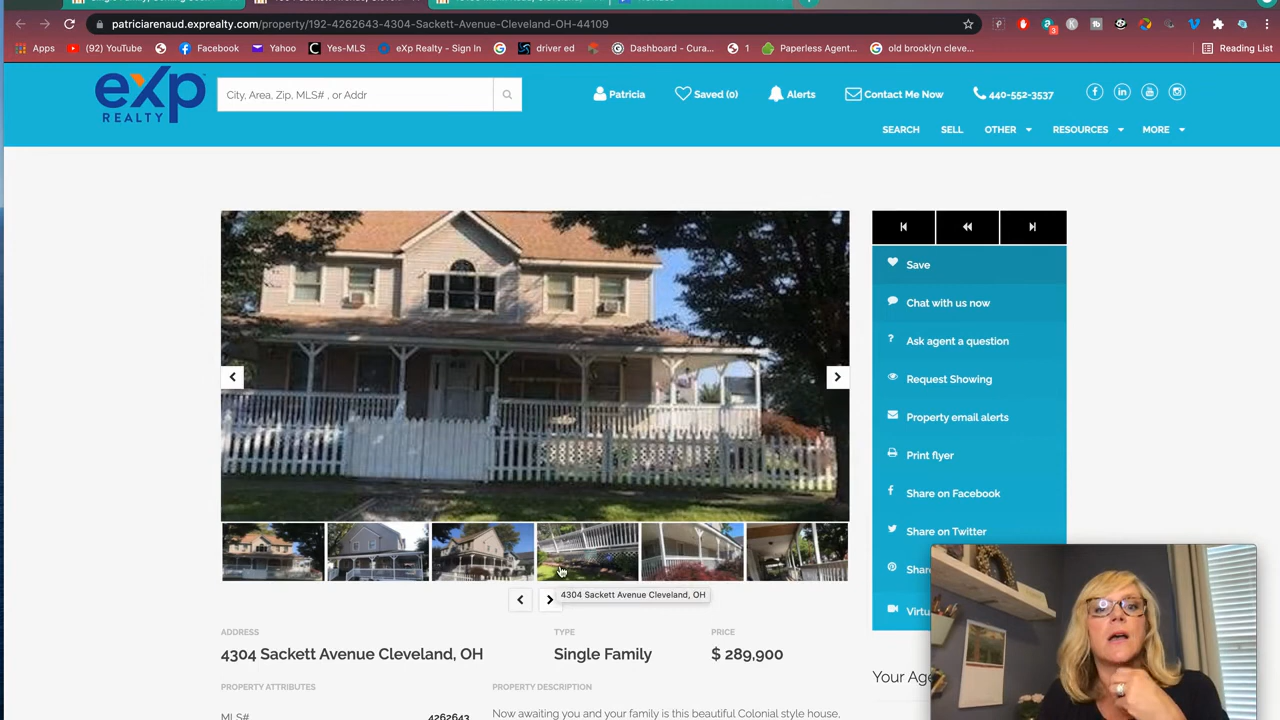 patriciarenaud.exprealty.com/property/192-4262643-4304-Sackett-Avenue-Cleveland-OH-44109
Apps (92) YouTube Facebook Yahoo Yes-MLS eXp Realty - Sign In driver ed Dashboard - Cura... 1 Paperless Agent... old brooklyn cleve... Reading List
eXp REALTY
City, Area, Zip, MLS# , or Addr
Patricia Saved (0) Alerts Contact Me Now 440-552-3537
SEARCH SELL OTHER RESOURCES MORE
Save
Chat with us now
Ask agent a question
Request Showing
Property email alerts
Print flyer
Share on Facebook
Share on Twitter
4304 Sackett Avenue Cleveland, OH
ADDRESS TYPE PRICE
4304 Sackett Avenue Cleveland, OH Single Family $ 289,900
PROPERTY ATTRIBUTES PROPERTY DESCRIPTION
MLS# 4262643
Now awaiting you and your family is this beautiful Colonial style house,